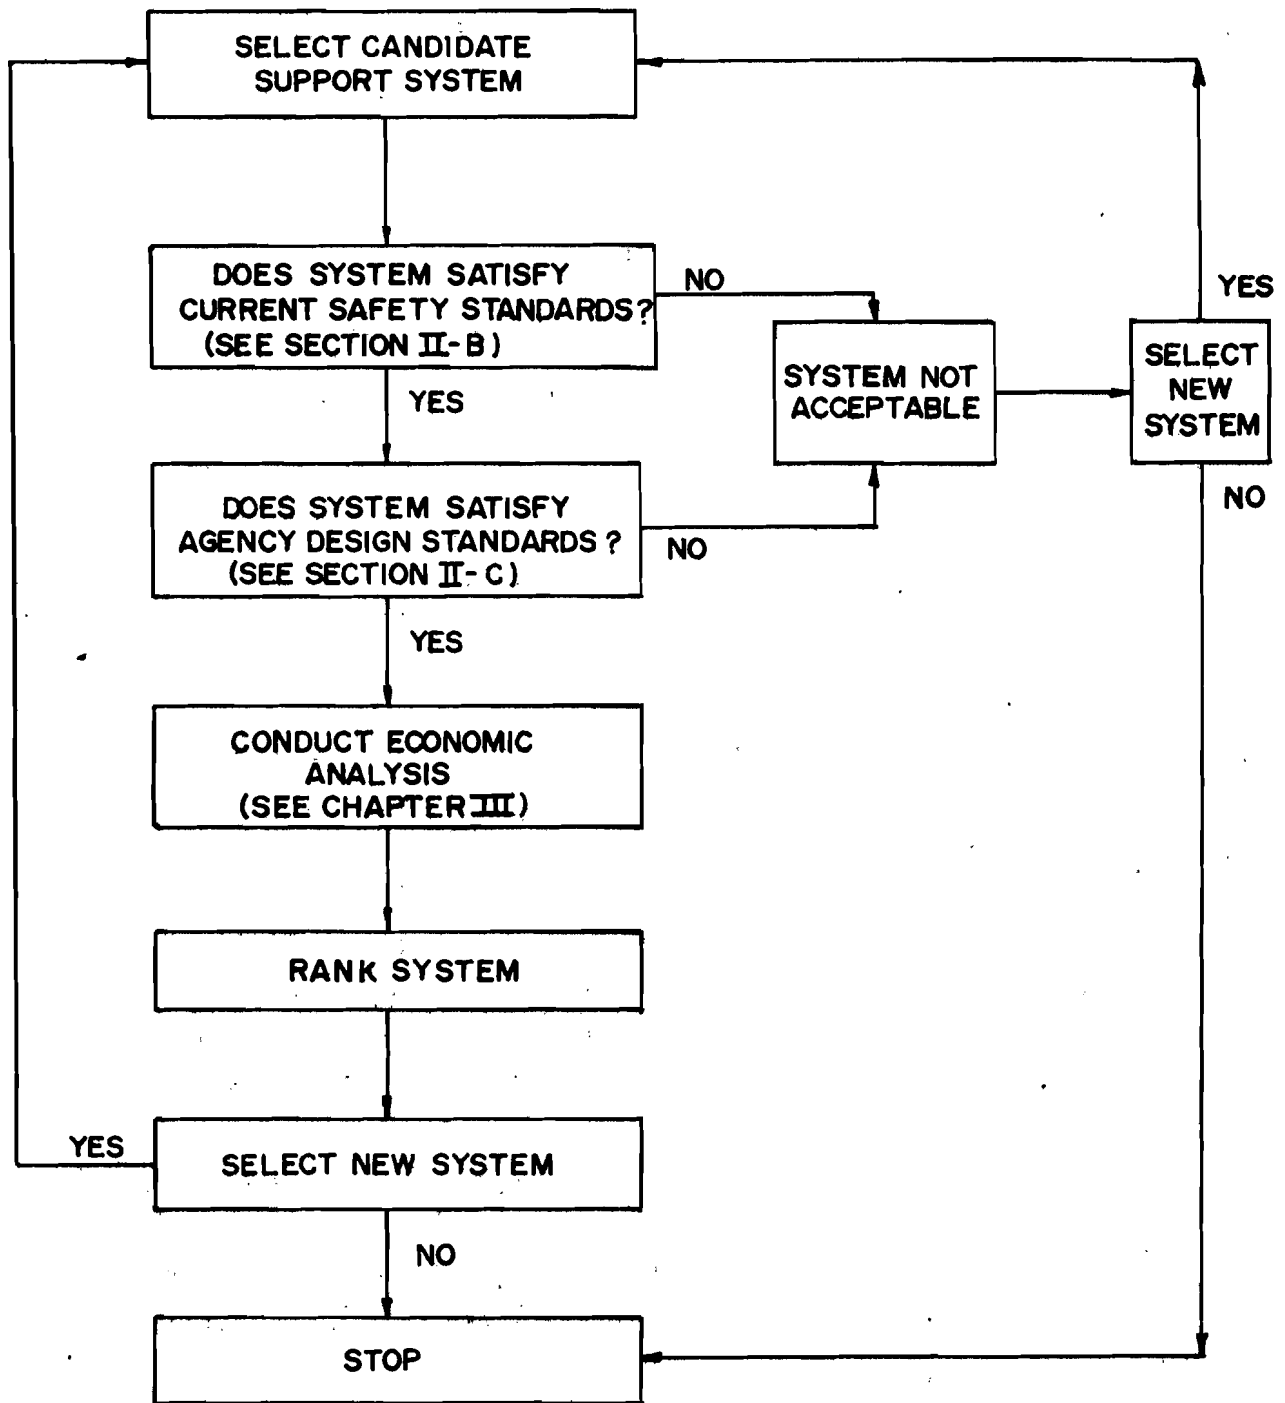 SELECT CANDIDATE
SUPPORT SYSTEM
DOES SYSTEM SATISFY
CURRENT SAFETY STANDARDS?
(SEE SECTION II-B)
NO
YES
SYSTEM NOT
ACCEPTABLE
YES
SELECT
NEW
SYSTEM
NO
DOES SYSTEM SATISFY
AGENCY DESIGN STANDARDS?
(SEE SECTION II-C)
NO
YES
CONDUCT ECONOMIC
ANALYSIS
(SEE CHAPTER III)
RANK SYSTEM
YES
SELECT NEW SYSTEM
NO
STOP